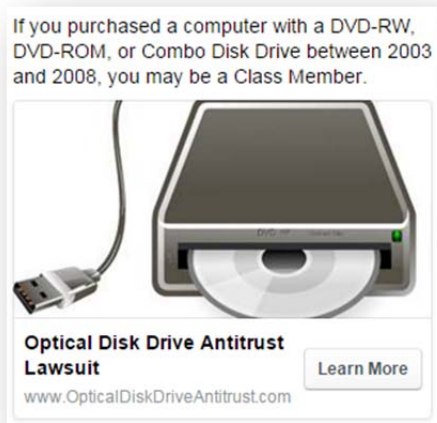 If you purchased a computer with a DVD-RW,
DVD-ROM, or Combo Disk Drive between 2003
and 2008, you may be a Class Member.
DVD
Optical Disk Drive Antitrust
Lawsuit
Learn More
www.OpticalDiskDriveAntitrust.com